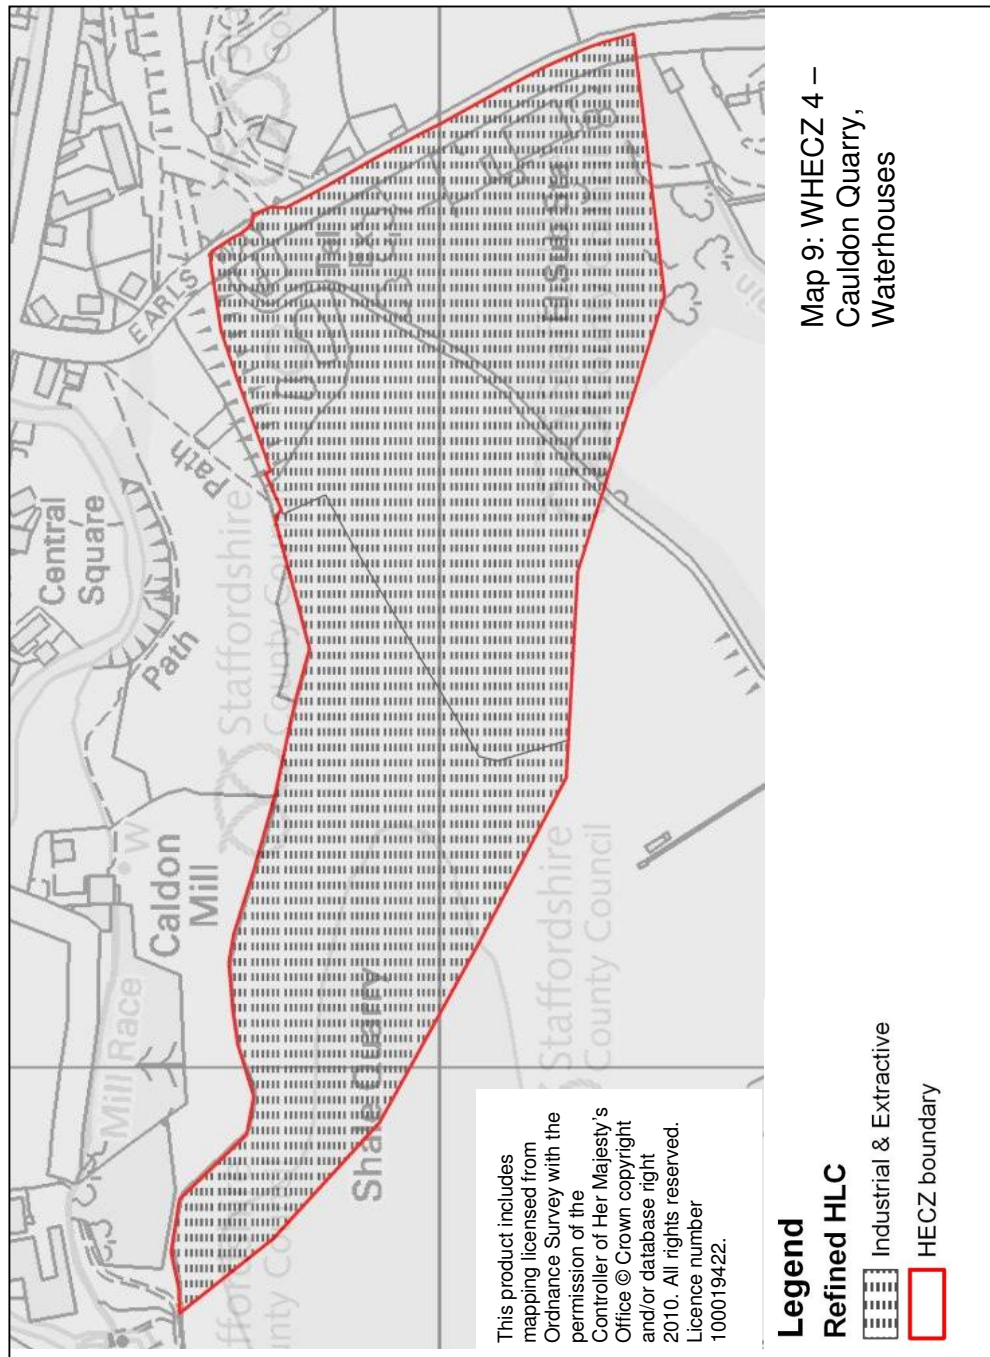 Map 9: WHECZ 4 –
Cauldon Quarry,
Waterhouses
Central
Square
Path
Path
EARLS
Tel
Ex
El Sub Sta
Caldon
Mill
W
Mill Race
Shale Quarry
Staffordshire
Staffordshire
County Council
This product includes
mapping licensed from
Ordnance Survey with the
permission of the
Controller of Her Majesty's
Office © Crown copyright
and/or database right
2010. All rights reserved.
Licence number
100019422.
Legend
Refined HLC
Industrial & Extractive
HECZ boundary